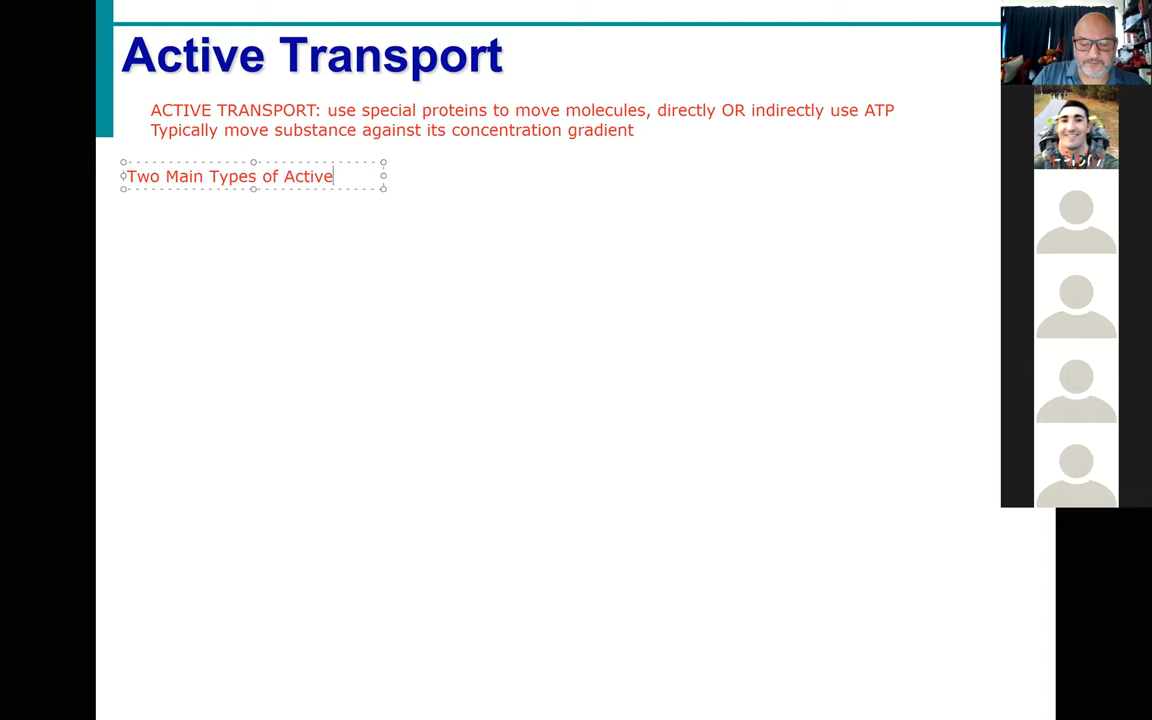 Active Transport
ACTIVE TRANSPORT: use special proteins to move molecules, directly OR indirectly use ATP
Typically move substance against its concentration gradient
Two Main Types of Active